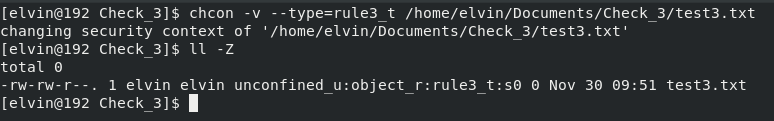 [elvin@192 Check_3]$ chcon -v --type=rule3_t /home/elvin/Documents/Check_3/test3.txt
changing security context of '/home/elvin/Documents/Check_3/test3.txt'
[elvin@192 Check_3]$ ll -Z
total 0
-rw-rw-r--. 1 elvin elvin unconfined_u:object_r:rule3_t:s0 0 Nov 30 09:51 test3.txt
[elvin@192 Check_3]$